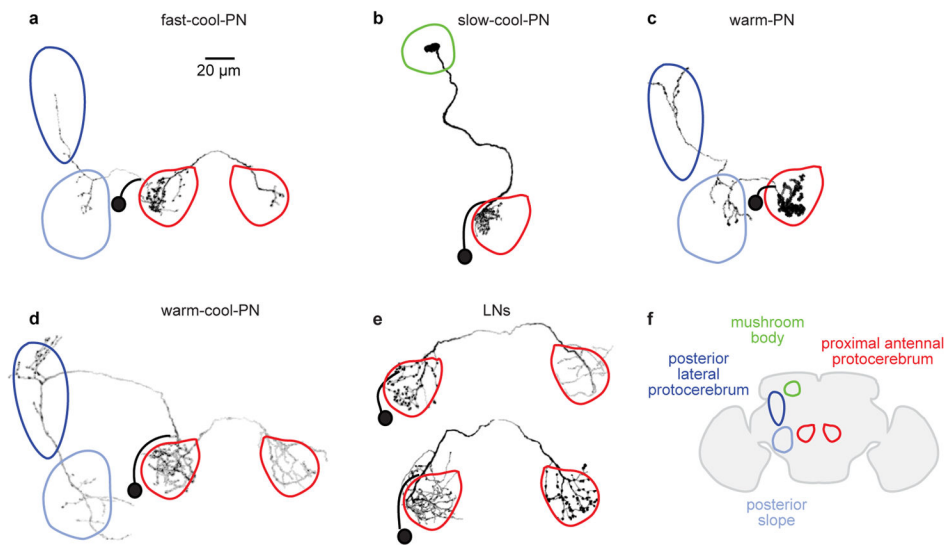 a
fast-cool-PN
20 µm
b
slow-cool-PN
c
warm-PN
d
warm-cool-PN
e
LNs
f
mushroom
body
posterior
lateral
protocerebrum
proximal antennal
protocerebrum
posterior
slope